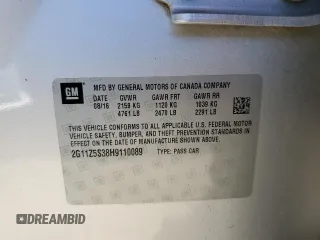 GM
MFD BY GENERAL MOTORS OF CANADA COMPANY
DATE GVWR GAWR FRT GAWR RR
08/16 2159 KG 1120 KG 1039 KG
4761 LB 2470 LB 2291 LB
THIS VEHICLE CONFORMS TO ALL APPLICABLE U.S. FEDERAL MOTOR
VEHICLE SAFETY, BUMPER, AND THEFT PREVENTION STANDARDS
IN EFFECT ON THE DATE OF MANUFACTURE SHOWN ABOVE.
2G11Z5S38H9110089 TYPE: PASS CAR
DREAMBID